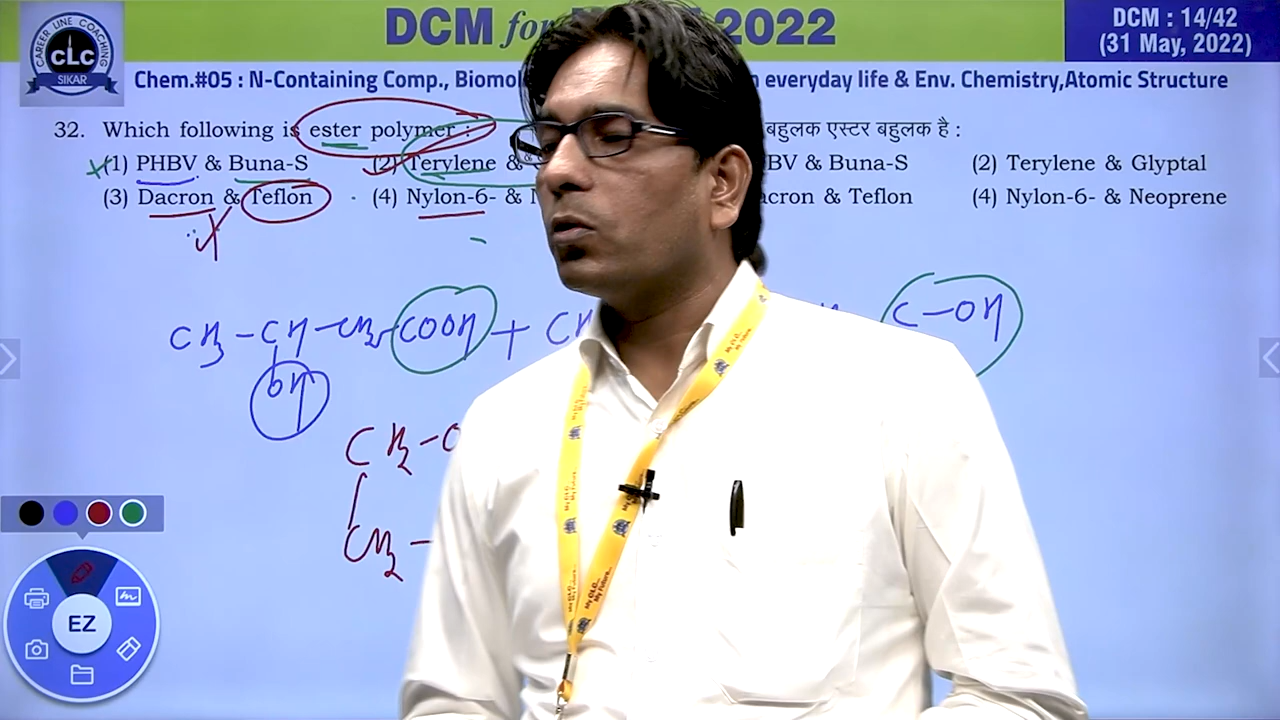 DCM for 2022
DCM : 14/42
(31 May, 2022)
CAREER LINE COACHING
CLC
SIKAR
Chem.#05 : N-Containing Comp., everyday life & Env. Chemistry,Atomic Structure
32. Which following is ester polymer : बहुलक एस्टर बहुलक है :
(1) PHBV & Buna-S (2) Terylene & BV & Buna-S (2) Terylene & Glyptal
(3) Dacron & Teflon (4) Nylon-6- & Dacron & Teflon (4) Nylon-6- & Neoprene
CH3 - CH - CH2 - COOH + C - OH
OH
CH2 - O
CH2 -
EZ